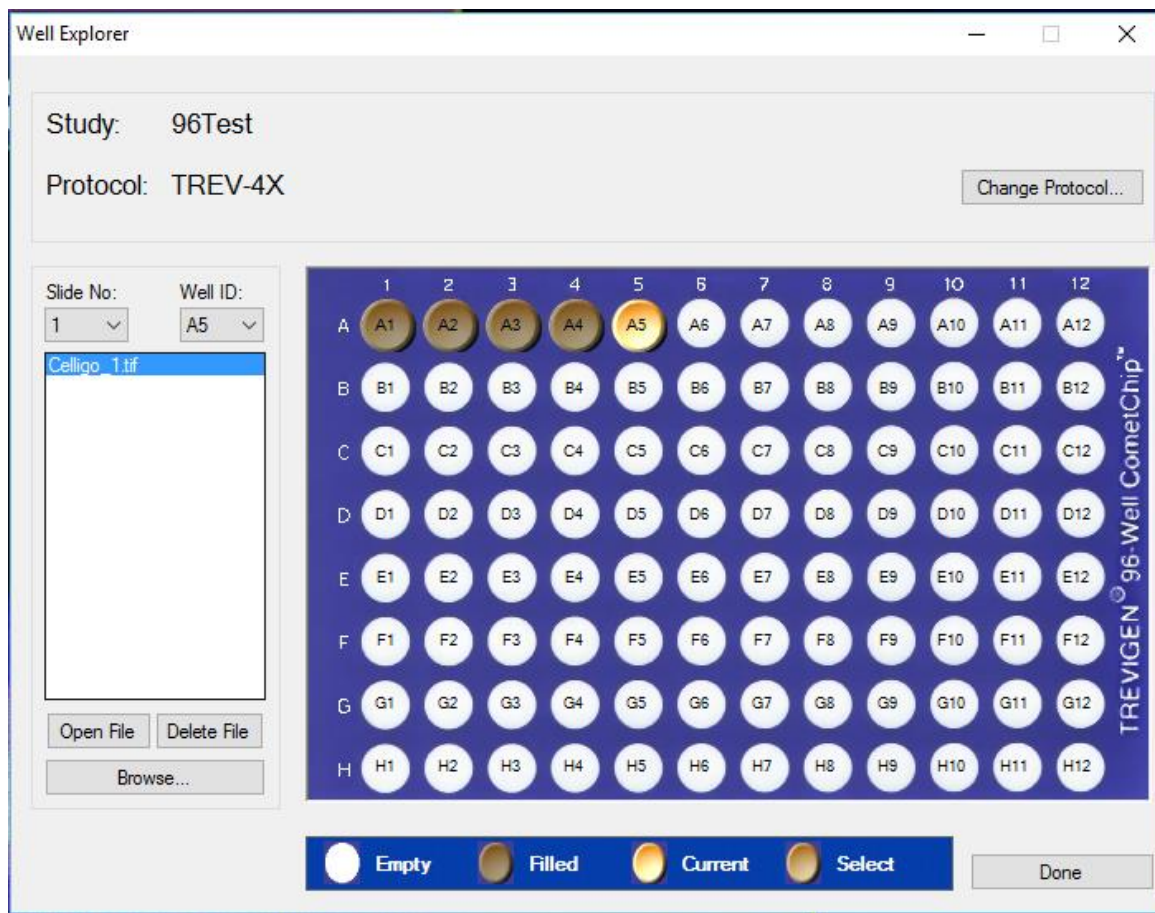 Well Explorer
Study: 96Test
Protocol: TREV-4X
Change Protocol...
Slide No: Well ID:
1 A5
Celligo_1.tif
Open File Delete File
Browse...
1 2 3 4 5 6 7 8 9 10 11 12
A A1 A2 A3 A4 A5 A6 A7 A8 A9 A10 A11 A12
B B1 B2 B3 B4 B5 B6 B7 B8 B9 B10 B11 B12
C C1 C2 C3 C4 C5 C6 C7 C8 C9 C10 C11 C12
D D1 D2 D3 D4 D5 D6 D7 D8 D9 D10 D11 D12
E E1 E2 E3 E4 E5 E6 E7 E8 E9 E10 E11 E12
F F1 F2 F3 F4 F5 F6 F7 F8 F9 F10 F11 F12
G G1 G2 G3 G4 G5 G6 G7 G8 G9 G10 G11 G12
H H1 H2 H3 H4 H5 H6 H7 H8 H9 H10 H11 H12
TREVIGEN® 96-Well CometChip™
Empty Filled Current Select
Done